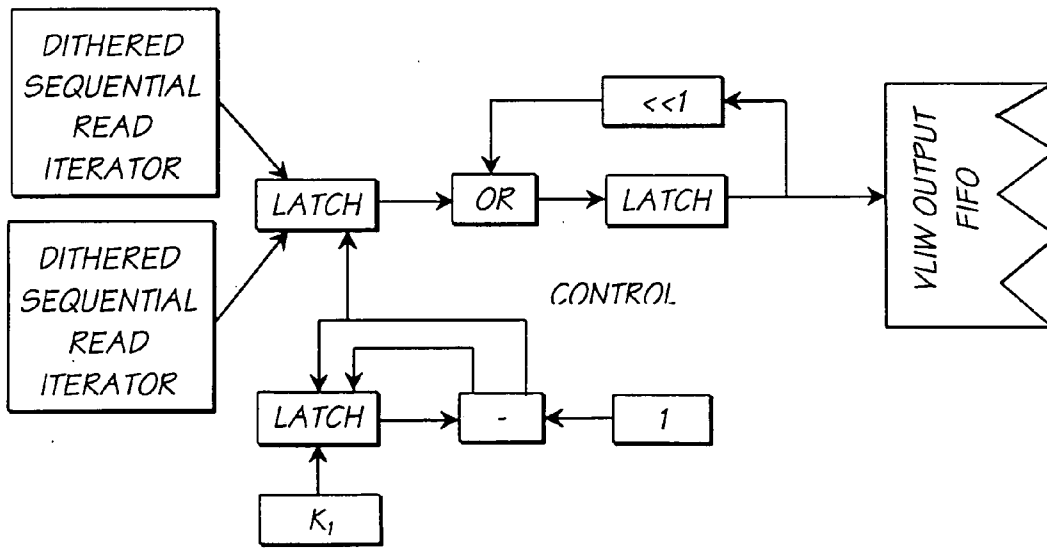 DITHERED
SEQUENTIAL
READ
ITERATOR
<<1
VLIW OUTPUT
FIFO
LATCH
OR
LATCH
DITHERED
SEQUENTIAL
READ
ITERATOR
CONTROL
LATCH
-
1
K₁